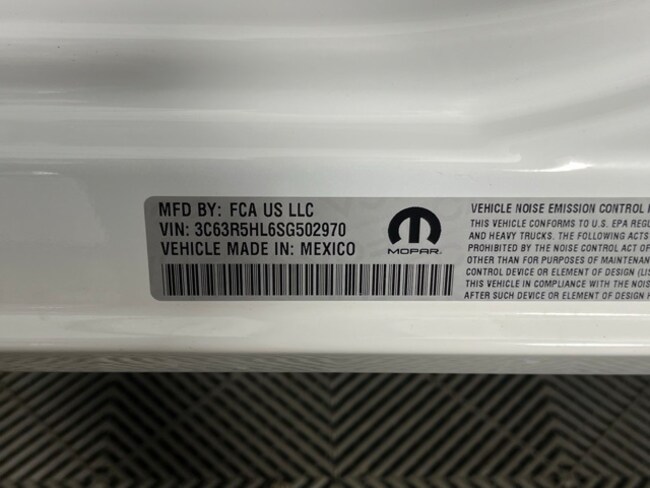 MFD BY: FCA US LLC
VIN: 3C63R5HL6SG502970
VEHICLE MADE IN: MEXICO
MOPAR.
VEHICLE NOISE EMISSION CONTROL
THIS VEHICLE CONFORMS TO U.S. EPA
AND HEAVY TRUCKS. THE FOLLOWING ACTS
PROHIBITED BY THE NOISE CONTROL ACT OF
OTHER THAN FOR PURPOSES OF
CONTROL DEVICE OR ELEMENT OF DESIGN
THIS VEHICLE IN COMPLIANCE WITH THE
AFTER SUCH DEVICE OR ELEMENT OF DESIGN